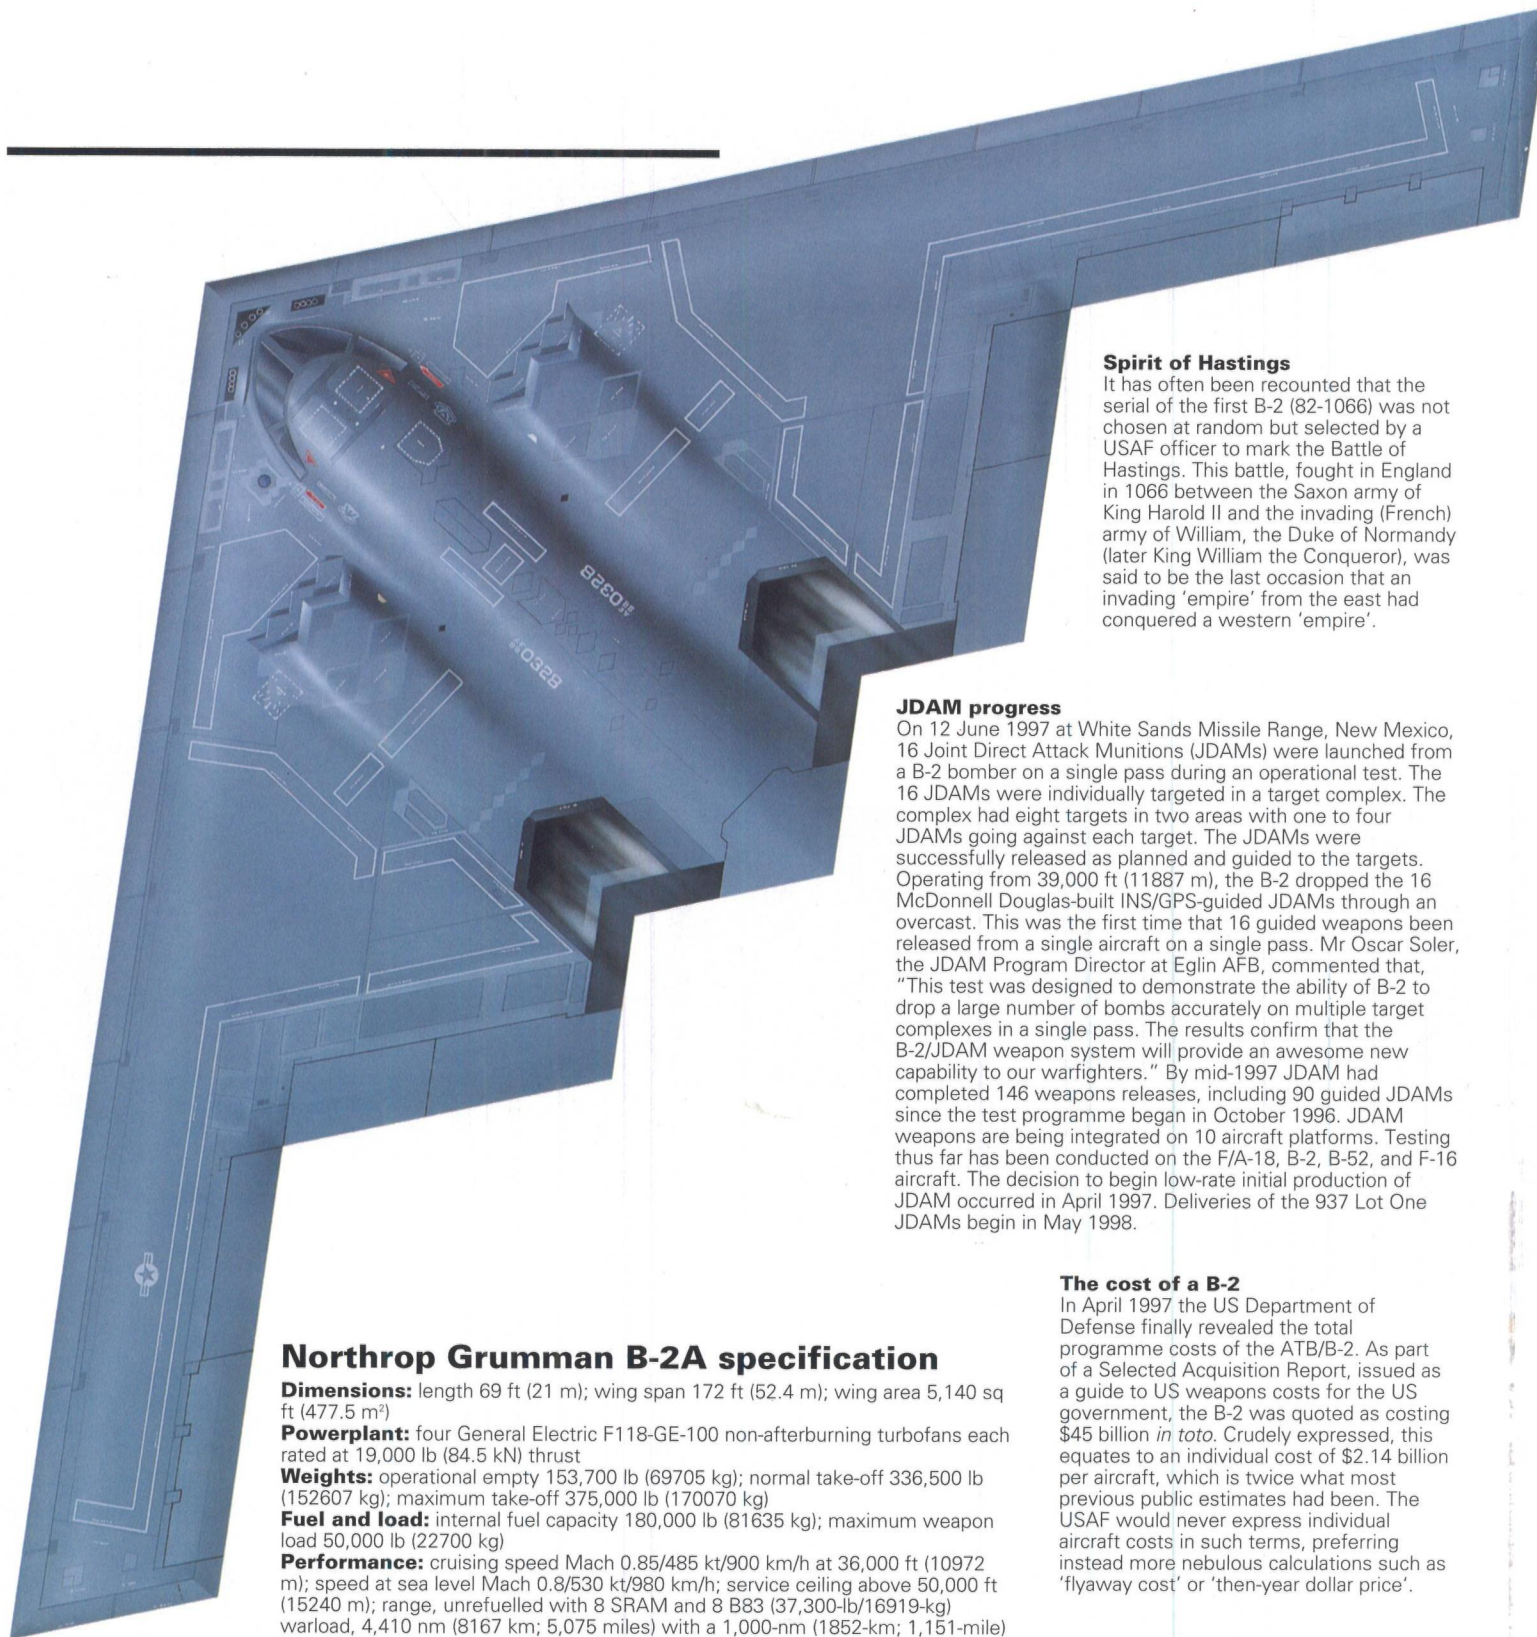 Spirit of Hastings
It has often been recounted that the
serial of the first B-2 (82-1066) was not
chosen at random but selected by a
USAF officer to mark the Battle of
Hastings. This battle, fought in England
in 1066 between the Saxon army of
King Harold II and the invading (French)
army of William, the Duke of Normandy
(later King William the Conqueror), was
said to be the last occasion that an
invading 'empire' from the east had
conquered a western 'empire'.
JDAM progress
On 12 June 1997 at White Sands Missile Range, New Mexico,
16 Joint Direct Attack Munitions (JDAMs) were launched from
a B-2 bomber on a single pass during an operational test. The
16 JDAMs were individually targeted in a target complex. The
complex had eight targets in two areas with one to four
JDAMs going against each target. The JDAMs were
successfully released as planned and guided to the targets.
Operating from 39,000 ft (11887 m), the B-2 dropped the 16
McDonnell Douglas-built INS/GPS-guided JDAMs through an
overcast. This was the first time that 16 guided weapons been
released from a single aircraft on a single pass. Mr Oscar Soler,
the JDAM Program Director at Eglin AFB, commented that,
"This test was designed to demonstrate the ability of B-2 to
drop a large number of bombs accurately on multiple target
complexes in a single pass. The results confirm that the
B-2/JDAM weapon system will provide an awesome new
capability to our warfighters." By mid-1997 JDAM had
completed 146 weapons releases, including 90 guided JDAMs
since the test programme began in October 1996. JDAM
weapons are being integrated on 10 aircraft platforms. Testing
thus far has been conducted on the F/A-18, B-2, B-52, and F-16
aircraft. The decision to begin low-rate initial production of
JDAM occurred in April 1997. Deliveries of the 937 Lot One
JDAMs begin in May 1998.
The cost of a B-2
In April 1997 the US Department of
Defense finally revealed the total
programme costs of the ATB/B-2. As part
of a Selected Acquisition Report, issued as
a guide to US weapons costs for the US
government, the B-2 was quoted as costing
$45 billion in toto. Crudely expressed, this
equates to an individual cost of $2.14 billion
per aircraft, which is twice what most
previous public estimates had been. The
USAF would never express individual
aircraft costs in such terms, preferring
instead more nebulous calculations such as
'flyaway cost' or 'then-year dollar price'.
Northrop Grumman B-2A specification
Dimensions: length 69 ft (21 m); wing span 172 ft (52.4 m); wing area 5,140 sq
ft (477.5 m²)
Powerplant: four General Electric F118-GE-100 non-afterburning turbofans each
rated at 19,000 lb (84.5 kN) thrust
Weights: operational empty 153,700 lb (69705 kg); normal take-off 336,500 lb
(152607 kg); maximum take-off 375,000 lb (170070 kg)
Fuel and load: internal fuel capacity 180,000 lb (81635 kg); maximum weapon
load 50,000 lb (22700 kg)
Performance: cruising speed Mach 0.85/485 kt/900 km/h at 36,000 ft (10972
m); speed at sea level Mach 0.8/530 kt/980 km/h; service ceiling above 50,000 ft
(15240 m); range, unrefuelled with 8 SRAM and 8 B83 (37,300-lb/16919-kg)
warload, 4,410 nm (8167 km; 5,075 miles) with a 1,000-nm (1852-km; 1,151-mile)
0328
0328